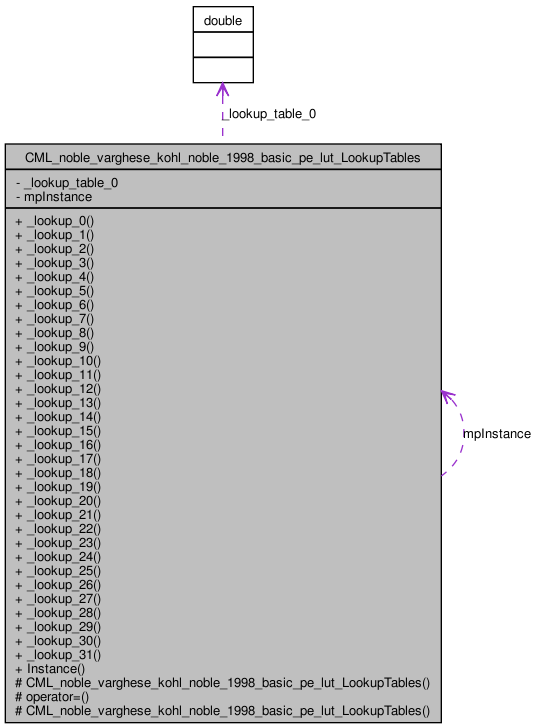 double
_lookup_table_0
CML_noble_varghese_kohl_noble_1998_basic_pe_lut_LookupTables
- _lookup_table_0
- mpInstance
+ _lookup_0()
+ _lookup_1()
+ _lookup_2()
+ _lookup_3()
+ _lookup_4()
+ _lookup_5()
+ _lookup_6()
+ _lookup_7()
+ _lookup_8()
+ _lookup_9()
+ _lookup_10()
+ _lookup_11()
+ _lookup_12()
+ _lookup_13()
+ _lookup_14()
+ _lookup_15()
+ _lookup_16()
+ _lookup_17()
+ _lookup_18()
+ _lookup_19()
+ _lookup_20()
+ _lookup_21()
+ _lookup_22()
+ _lookup_23()
+ _lookup_24()
+ _lookup_25()
+ _lookup_26()
+ _lookup_27()
+ _lookup_28()
+ _lookup_29()
+ _lookup_30()
+ _lookup_31()
+ Instance()
# CML_noble_varghese_kohl_noble_1998_basic_pe_lut_LookupTables()
# operator=()
# CML_noble_varghese_kohl_noble_1998_basic_pe_lut_LookupTables()
mpInstance